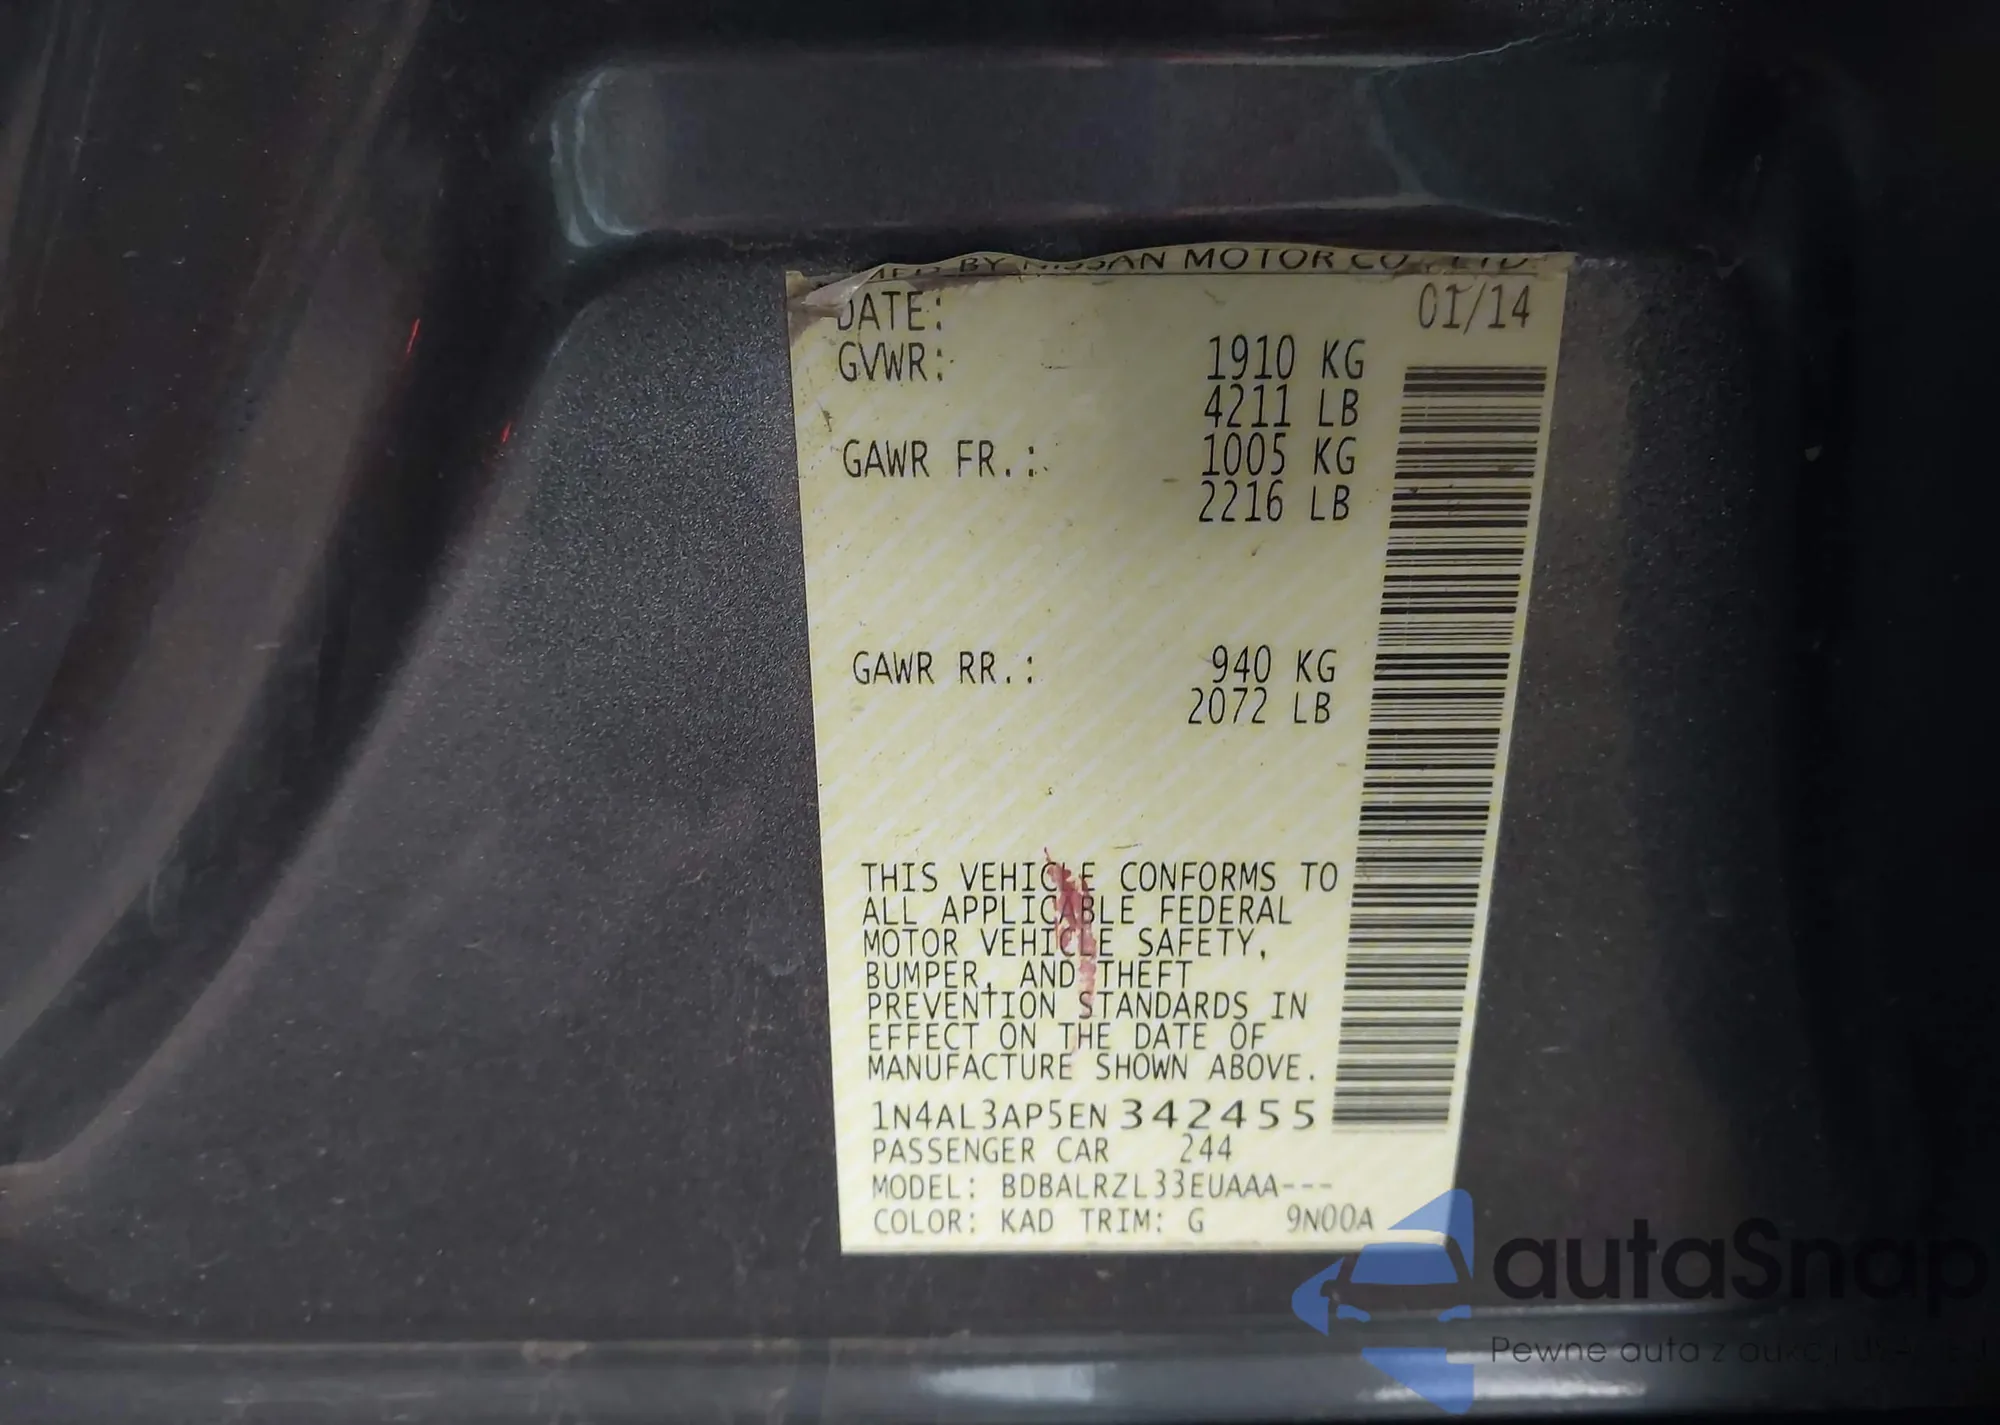 MFD BY NISSAN MOTOR CO., LTD.
DATE: 01/14
GVWR: 1910 KG
4211 LB
GAWR FR.: 1005 KG
2216 LB
GAWR RR.: 940 KG
2072 LB
THIS VEHICLE CONFORMS TO
ALL APPLICABLE FEDERAL
MOTOR VEHICLE SAFETY,
BUMPER, AND THEFT
PREVENTION STANDARDS IN
EFFECT ON THE DATE OF
MANUFACTURE SHOWN ABOVE.
1N4AL3AP5EN342455
PASSENGER CAR 244
MODEL: BDBALRZL33EUAAA---
COLOR: KAD TRIM: G 9N00A
autaSnap
Pewne auta z aukcji